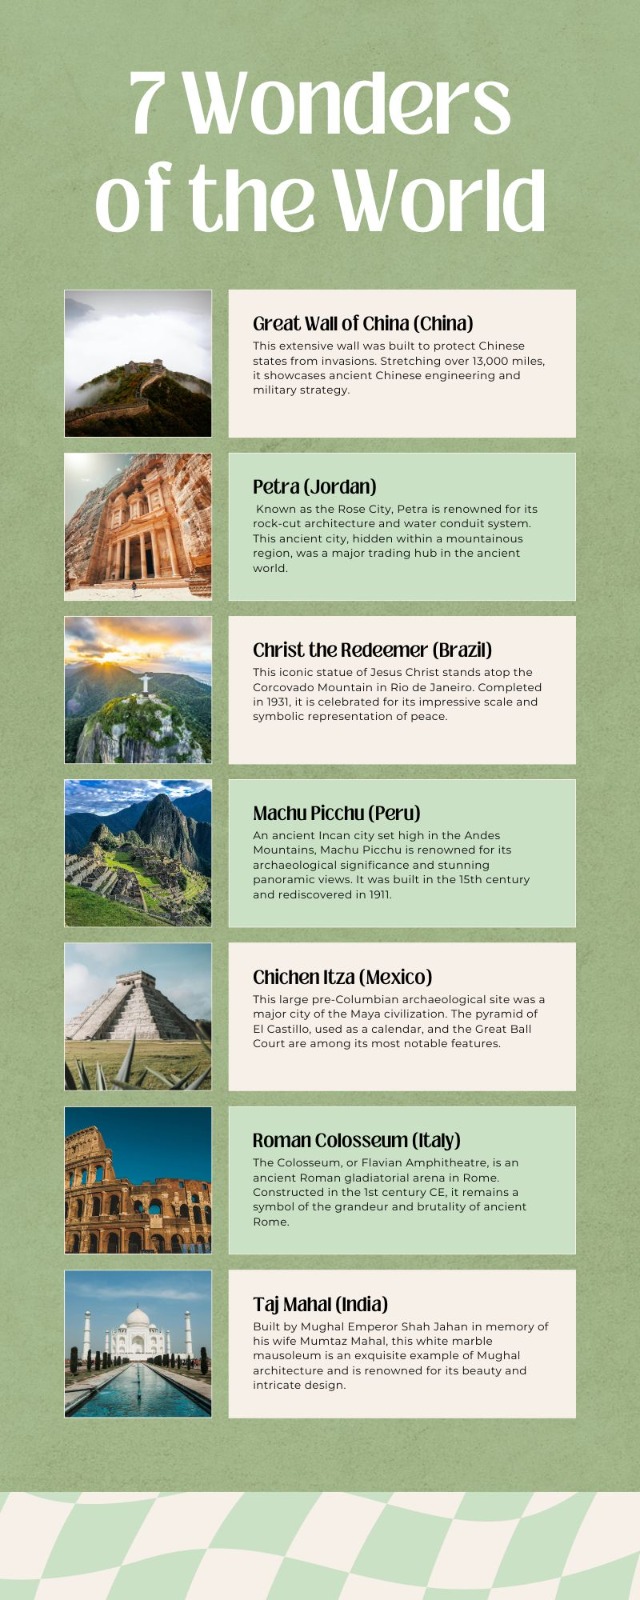 7 Wonders
of the World
Great Wall of China (China)
This extensive wall was built to protect Chinese
states from invasions. Stretching over 13,000 miles,
it showcases ancient Chinese engineering and
military strategy.
Petra (Jordan)
Known as the Rose City, Petra is renowned for its
rock-cut architecture and water conduit system.
This ancient city, hidden within a mountainous
region, was a major trading hub in the ancient
world.
Christ the Redeemer (Brazil)
This iconic statue of Jesus Christ stands atop the
Corcovado Mountain in Rio de Janeiro. Completed
in 1931, it is celebrated for its impressive scale and
symbolic representation of peace.
Machu Picchu (Peru)
An ancient Incan city set high in the Andes
Mountains, Machu Picchu is renowned for its
archaeological significance and stunning
panoramic views. It was built in the 15th century
and rediscovered in 1911.
Chichen Itza (Mexico)
This large pre-Columbian archaeological site was a
major city of the Maya civilization. The pyramid of
El Castillo, used as a calendar, and the Great Ball
Court are among its most notable features.
Roman Colosseum (Italy)
The Colosseum, or Flavian Amphitheatre, is an
ancient Roman gladiatorial arena in Rome.
Constructed in the 1st century CE, it remains a
symbol of the grandeur and brutality of ancient
Rome.
Taj Mahal (India)
Built by Mughal Emperor Shah Jahan in memory of
his wife Mumtaz Mahal, this white marble
mausoleum is an exquisite example of Mughal
architecture and is renowned for its beauty and
intricate design.